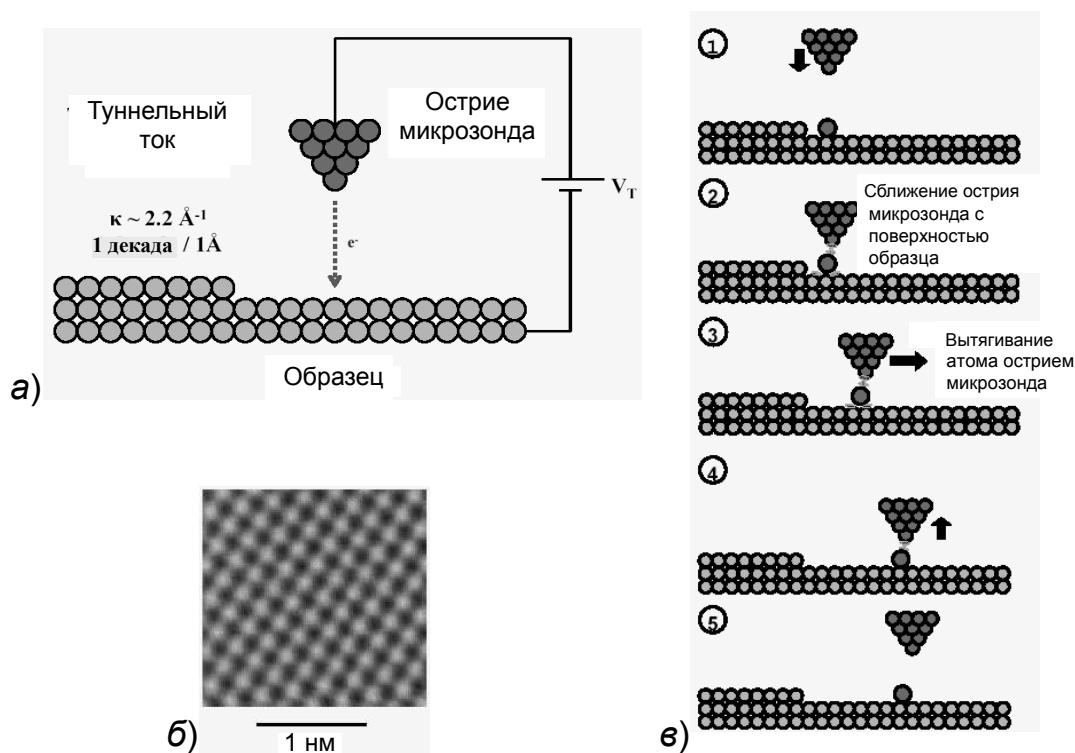 Туннельный
ток
Острие
микрозонда
V_T
κ ~ 2.2 Å⁻¹
1 декада / 1Å
e⁻
Образец
а)
1 нм
б)
1
2
Сближение острия
микрозонда с
поверхностью
образца
3
Вытягивание
атома острием
микрозонда
4
5
в)